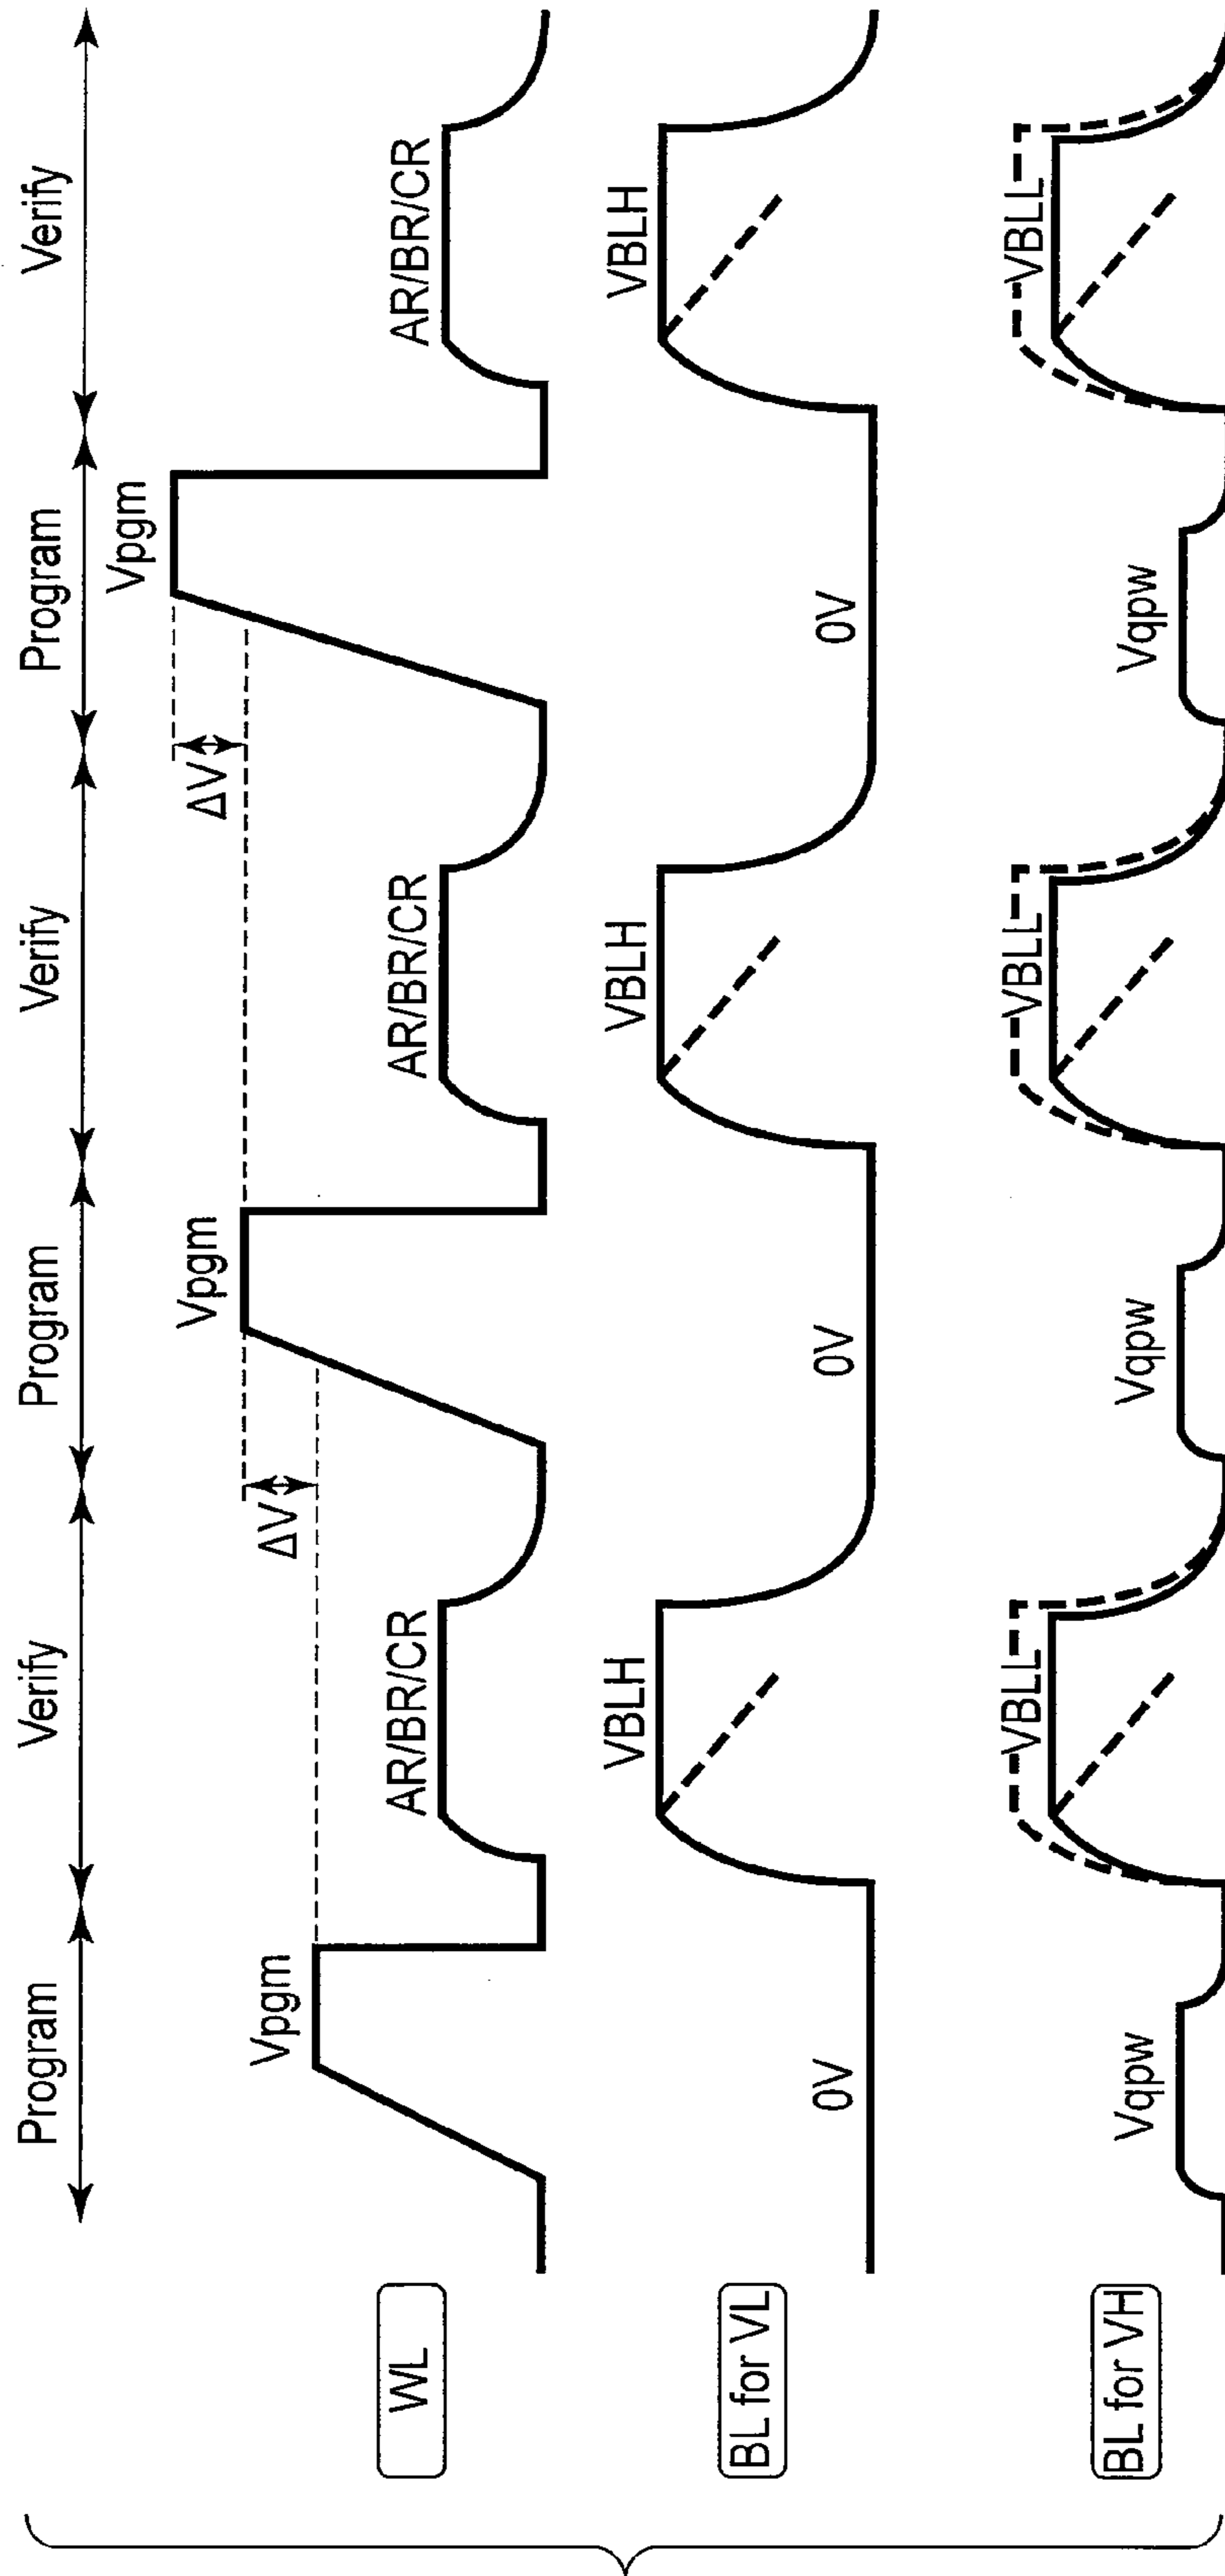 Program Verify Program Verify Program Verify
WL
Vpgm
AR/BR/CR
ΔV
Vpgm
AR/BR/CR
ΔV
Vpgm
AR/BR/CR
BL for VL
0V
VBLH
0V
VBLH
0V
VBLH
BL for VH
Vqpw
VBLL
Vqpw
VBLL
Vqpw
VBLL